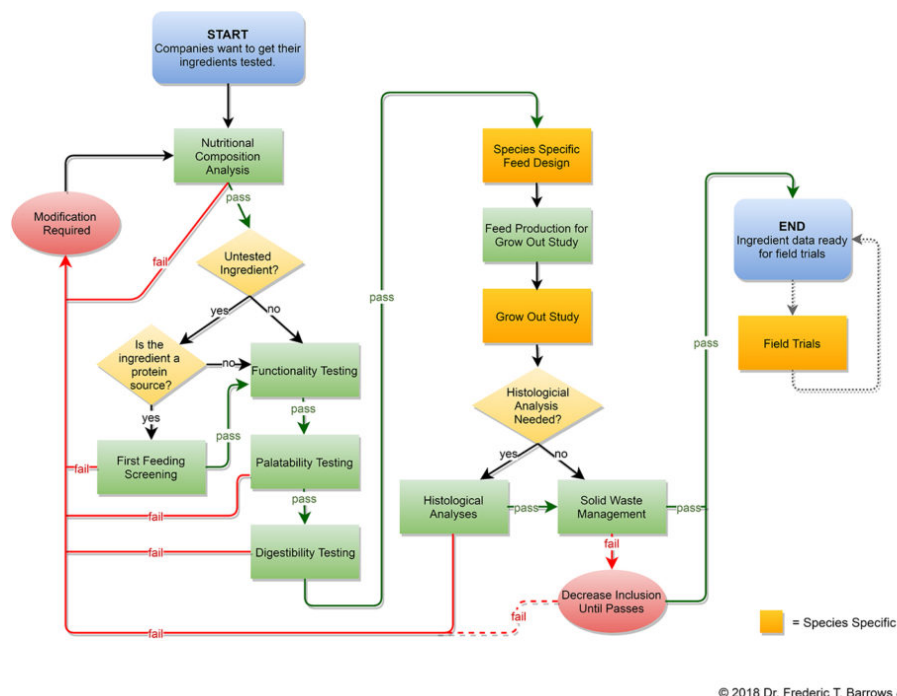 START
Companies want to get their
ingredients tested.
Nutritional
Composition
Analysis
pass
Modification
Required
fail
Untested
Ingredient?
yes
no
Is the
ingredient a
protein
source?
no
yes
Functionality Testing
pass
pass
First Feeding
Screening
fail
Palatability Testing
pass
fail
Digestibility Testing
fail
fail
pass
Species Specific
Feed Design
Feed Production for
Grow Out Study
Grow Out Study
Histological
Analysis
Needed?
yes
no
Histological
Analyses
pass
Solid Waste
Management
pass
fail
Decrease Inclusion
Until Passes
fail
pass
END
Ingredient data ready
for field trials
Field Trials
= Species Specific
© 2018 Dr. Frederic T. Barrows